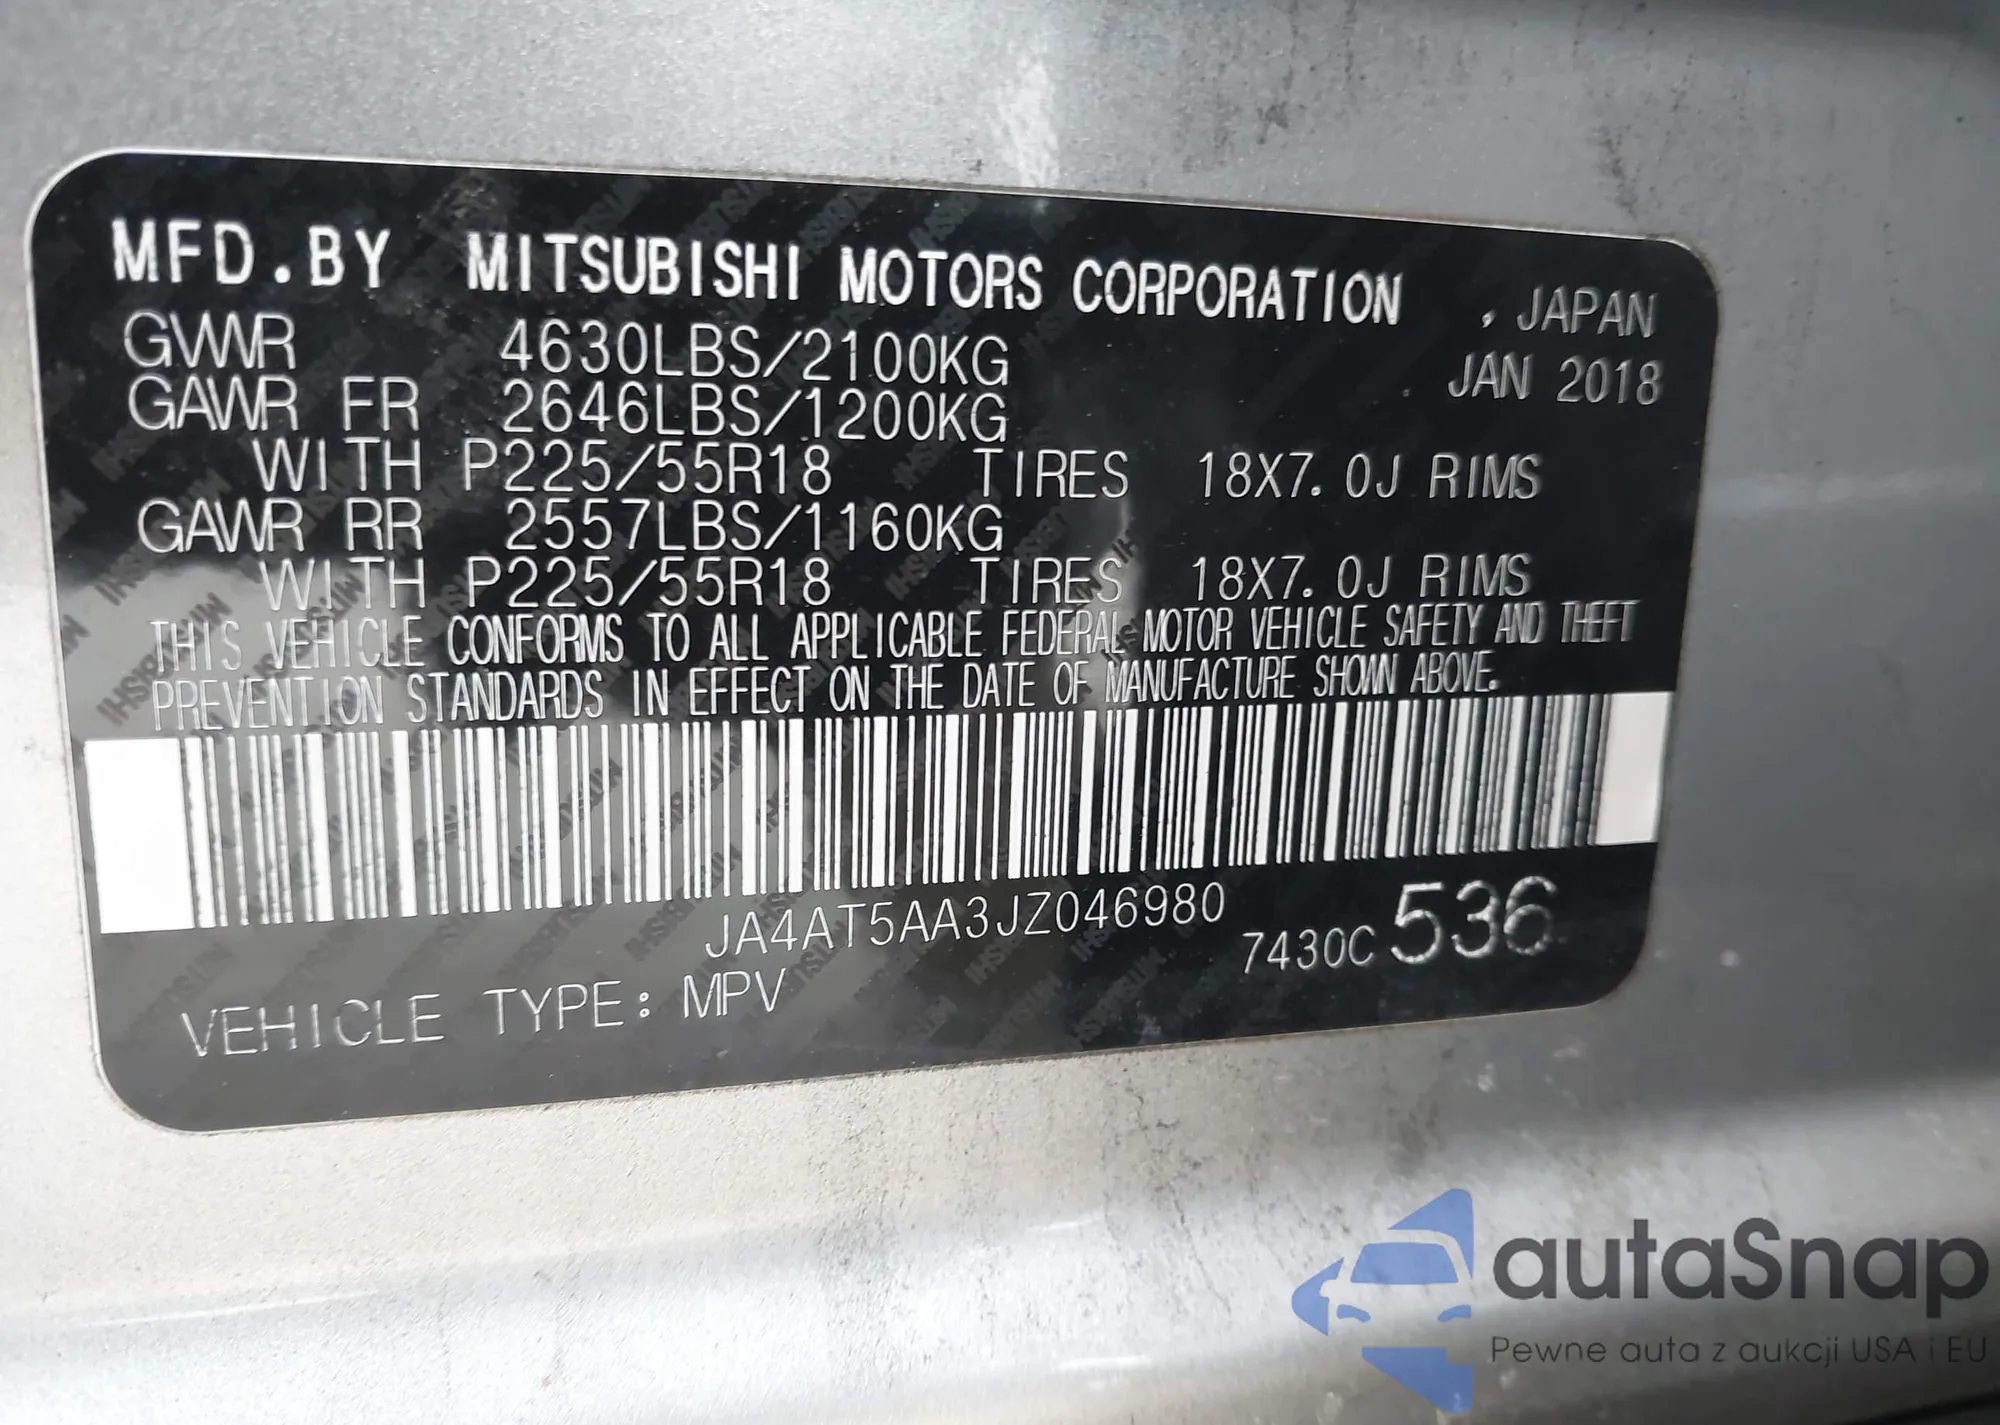 MFD.BY MITSUBISHI MOTORS CORPORATION , JAPAN
GVWR 4630LBS/2100KG JAN 2018
GAWR FR 2646LBS/1200KG
WITH P225/55R18 TIRES 18X7.0J RIMS
GAWR RR 2557LBS/1160KG
WITH P225/55R18 TIRES 18X7.0J RIMS
THIS VEHICLE CONFORMS TO ALL APPLICABLE FEDERAL MOTOR VEHICLE SAFETY AND THEFT
PREVENTION STANDARDS IN EFFECT ON THE DATE OF MANUFACTURE SHOWN ABOVE.
JA4AT5AA3JZ046980
7430C 536
VEHICLE TYPE: MPV
autaSnap
Pewne auta z aukcji USA i EU